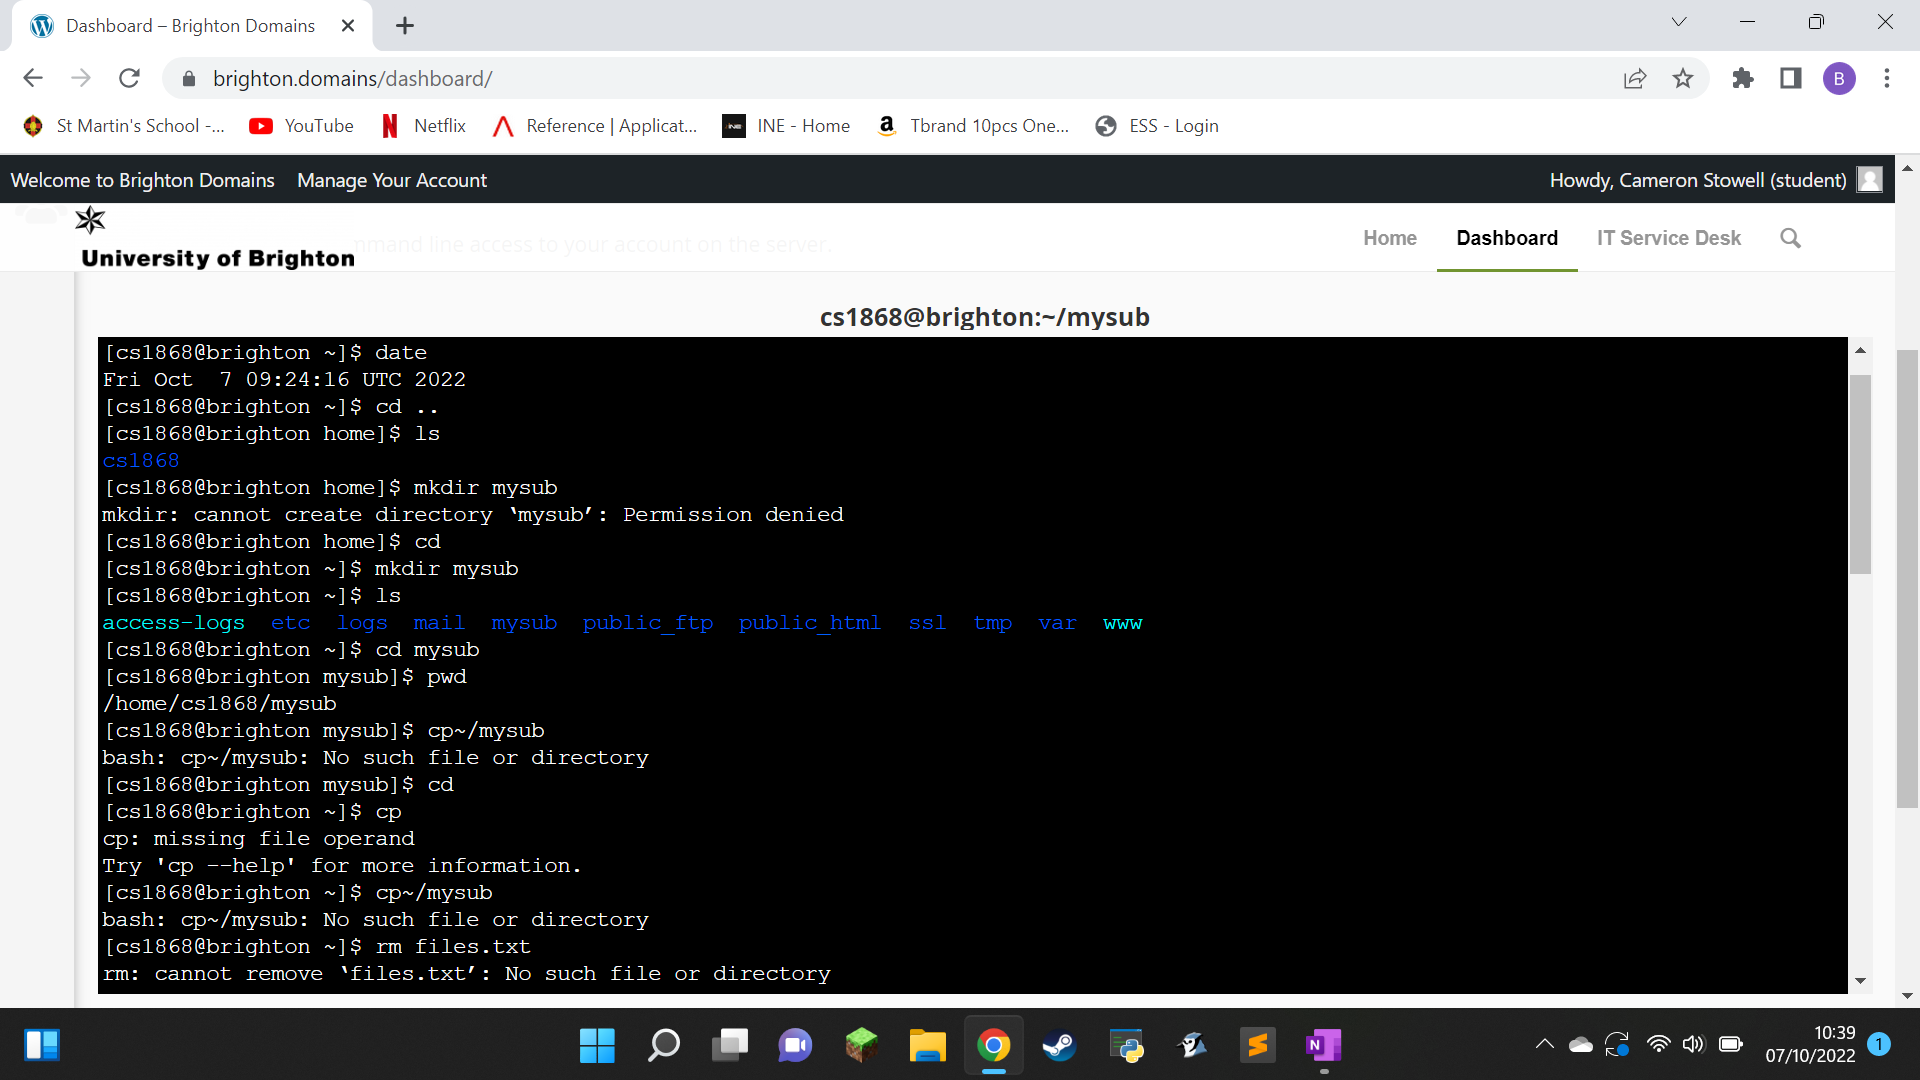 Dashboard – Brighton Domains
brighton.domains/dashboard/
B
St Martin's School -... YouTube Netflix Reference | Applicat... INE - Home Tbrand 10pcs One... ESS - Login
Welcome to Brighton Domains Manage Your Account Howdy, Cameron Stowell (student)
mmand line access to your account on the server.
University of Brighton
Home Dashboard IT Service Desk
cs1868@brighton:~/mysub
[cs1868@brighton ~]$ date
Fri Oct  7 09:24:16 UTC 2022
[cs1868@brighton ~]$ cd ..
[cs1868@brighton home]$ ls
cs1868
[cs1868@brighton home]$ mkdir mysub
mkdir: cannot create directory ‘mysub’: Permission denied
[cs1868@brighton home]$ cd
[cs1868@brighton ~]$ mkdir mysub
[cs1868@brighton ~]$ ls
access-logs  etc  logs  mail  mysub  public_ftp  public_html  ssl  tmp  var  www
[cs1868@brighton ~]$ cd mysub
[cs1868@brighton mysub]$ pwd
/home/cs1868/mysub
[cs1868@brighton mysub]$ cp~/mysub
bash: cp~/mysub: No such file or directory
[cs1868@brighton mysub]$ cd
[cs1868@brighton ~]$ cp
cp: missing file operand
Try 'cp --help' for more information.
[cs1868@brighton ~]$ cp~/mysub
bash: cp~/mysub: No such file or directory
[cs1868@brighton ~]$ rm files.txt
rm: cannot remove ‘files.txt’: No such file or directory
10:39
07/10/2022
1